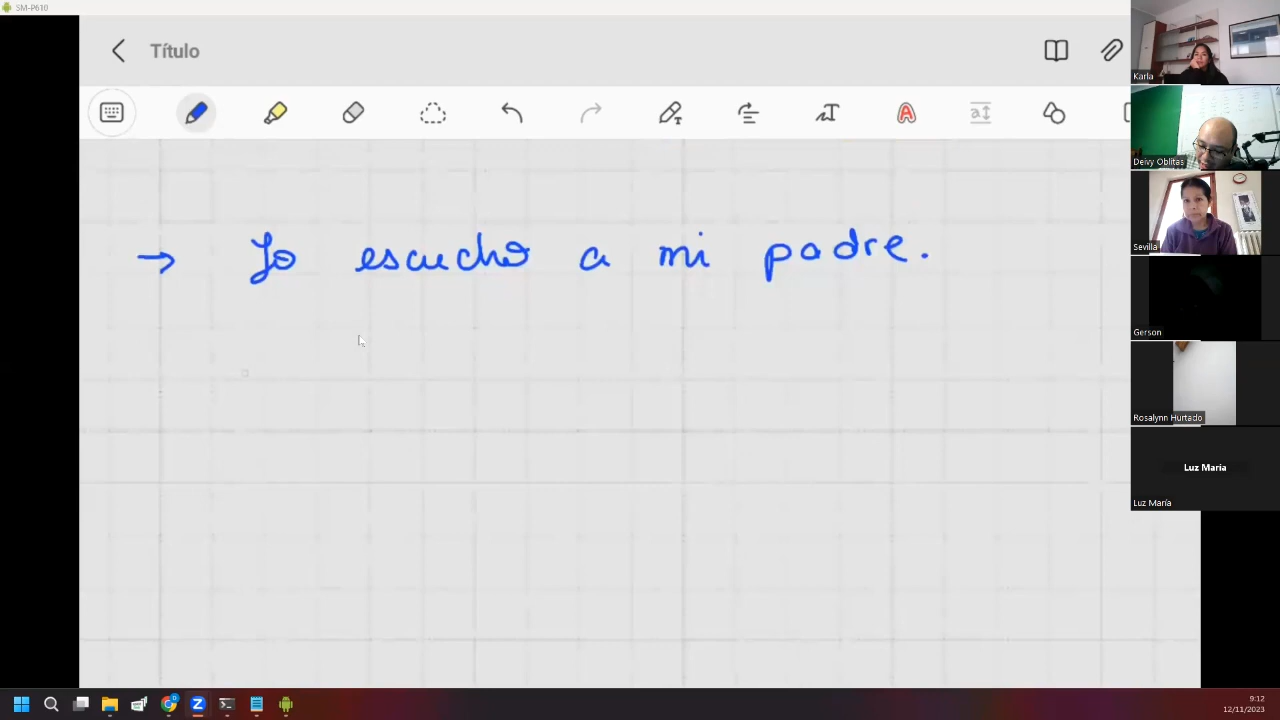 SM-P610
Título
Karla
Deivy Oblitas
→ Yo escucho a mi padre.
Sevilla
Gerson
Rosalynn Hurtado
Luz Maria
Luz María
9:12
12/11/2023